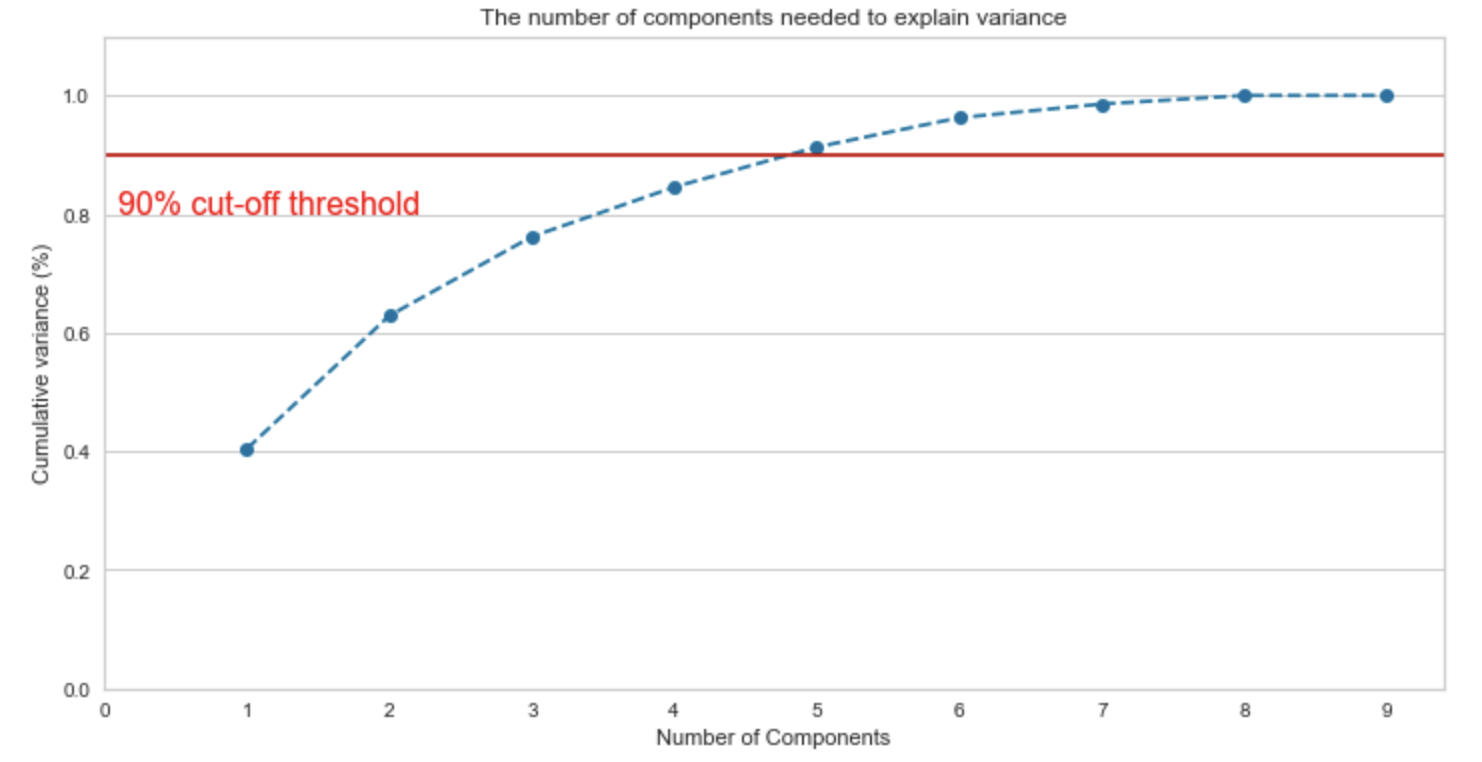 The number of components needed to explain variance
1.0
0.8
0.6
0.4
0.2
0.0
Cumulative variance (%)
90% cut-off threshold
0 1 2 3 4 5 6 7 8 9
Number of Components